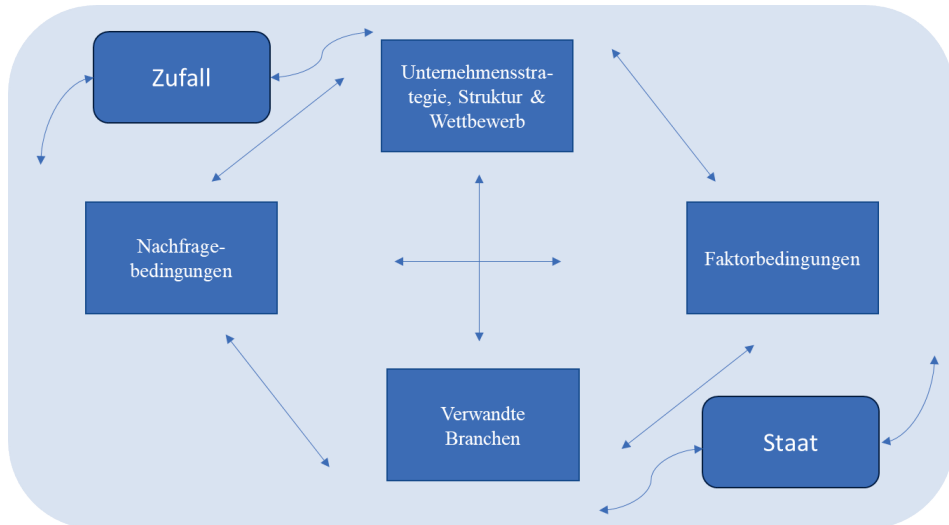 Zufall
Unternehmensstra-
tegie, Struktur &
Wettbewerb
Nachfrage-
bedingungen
Faktorbedingungen
Verwandte
Branchen
Staat